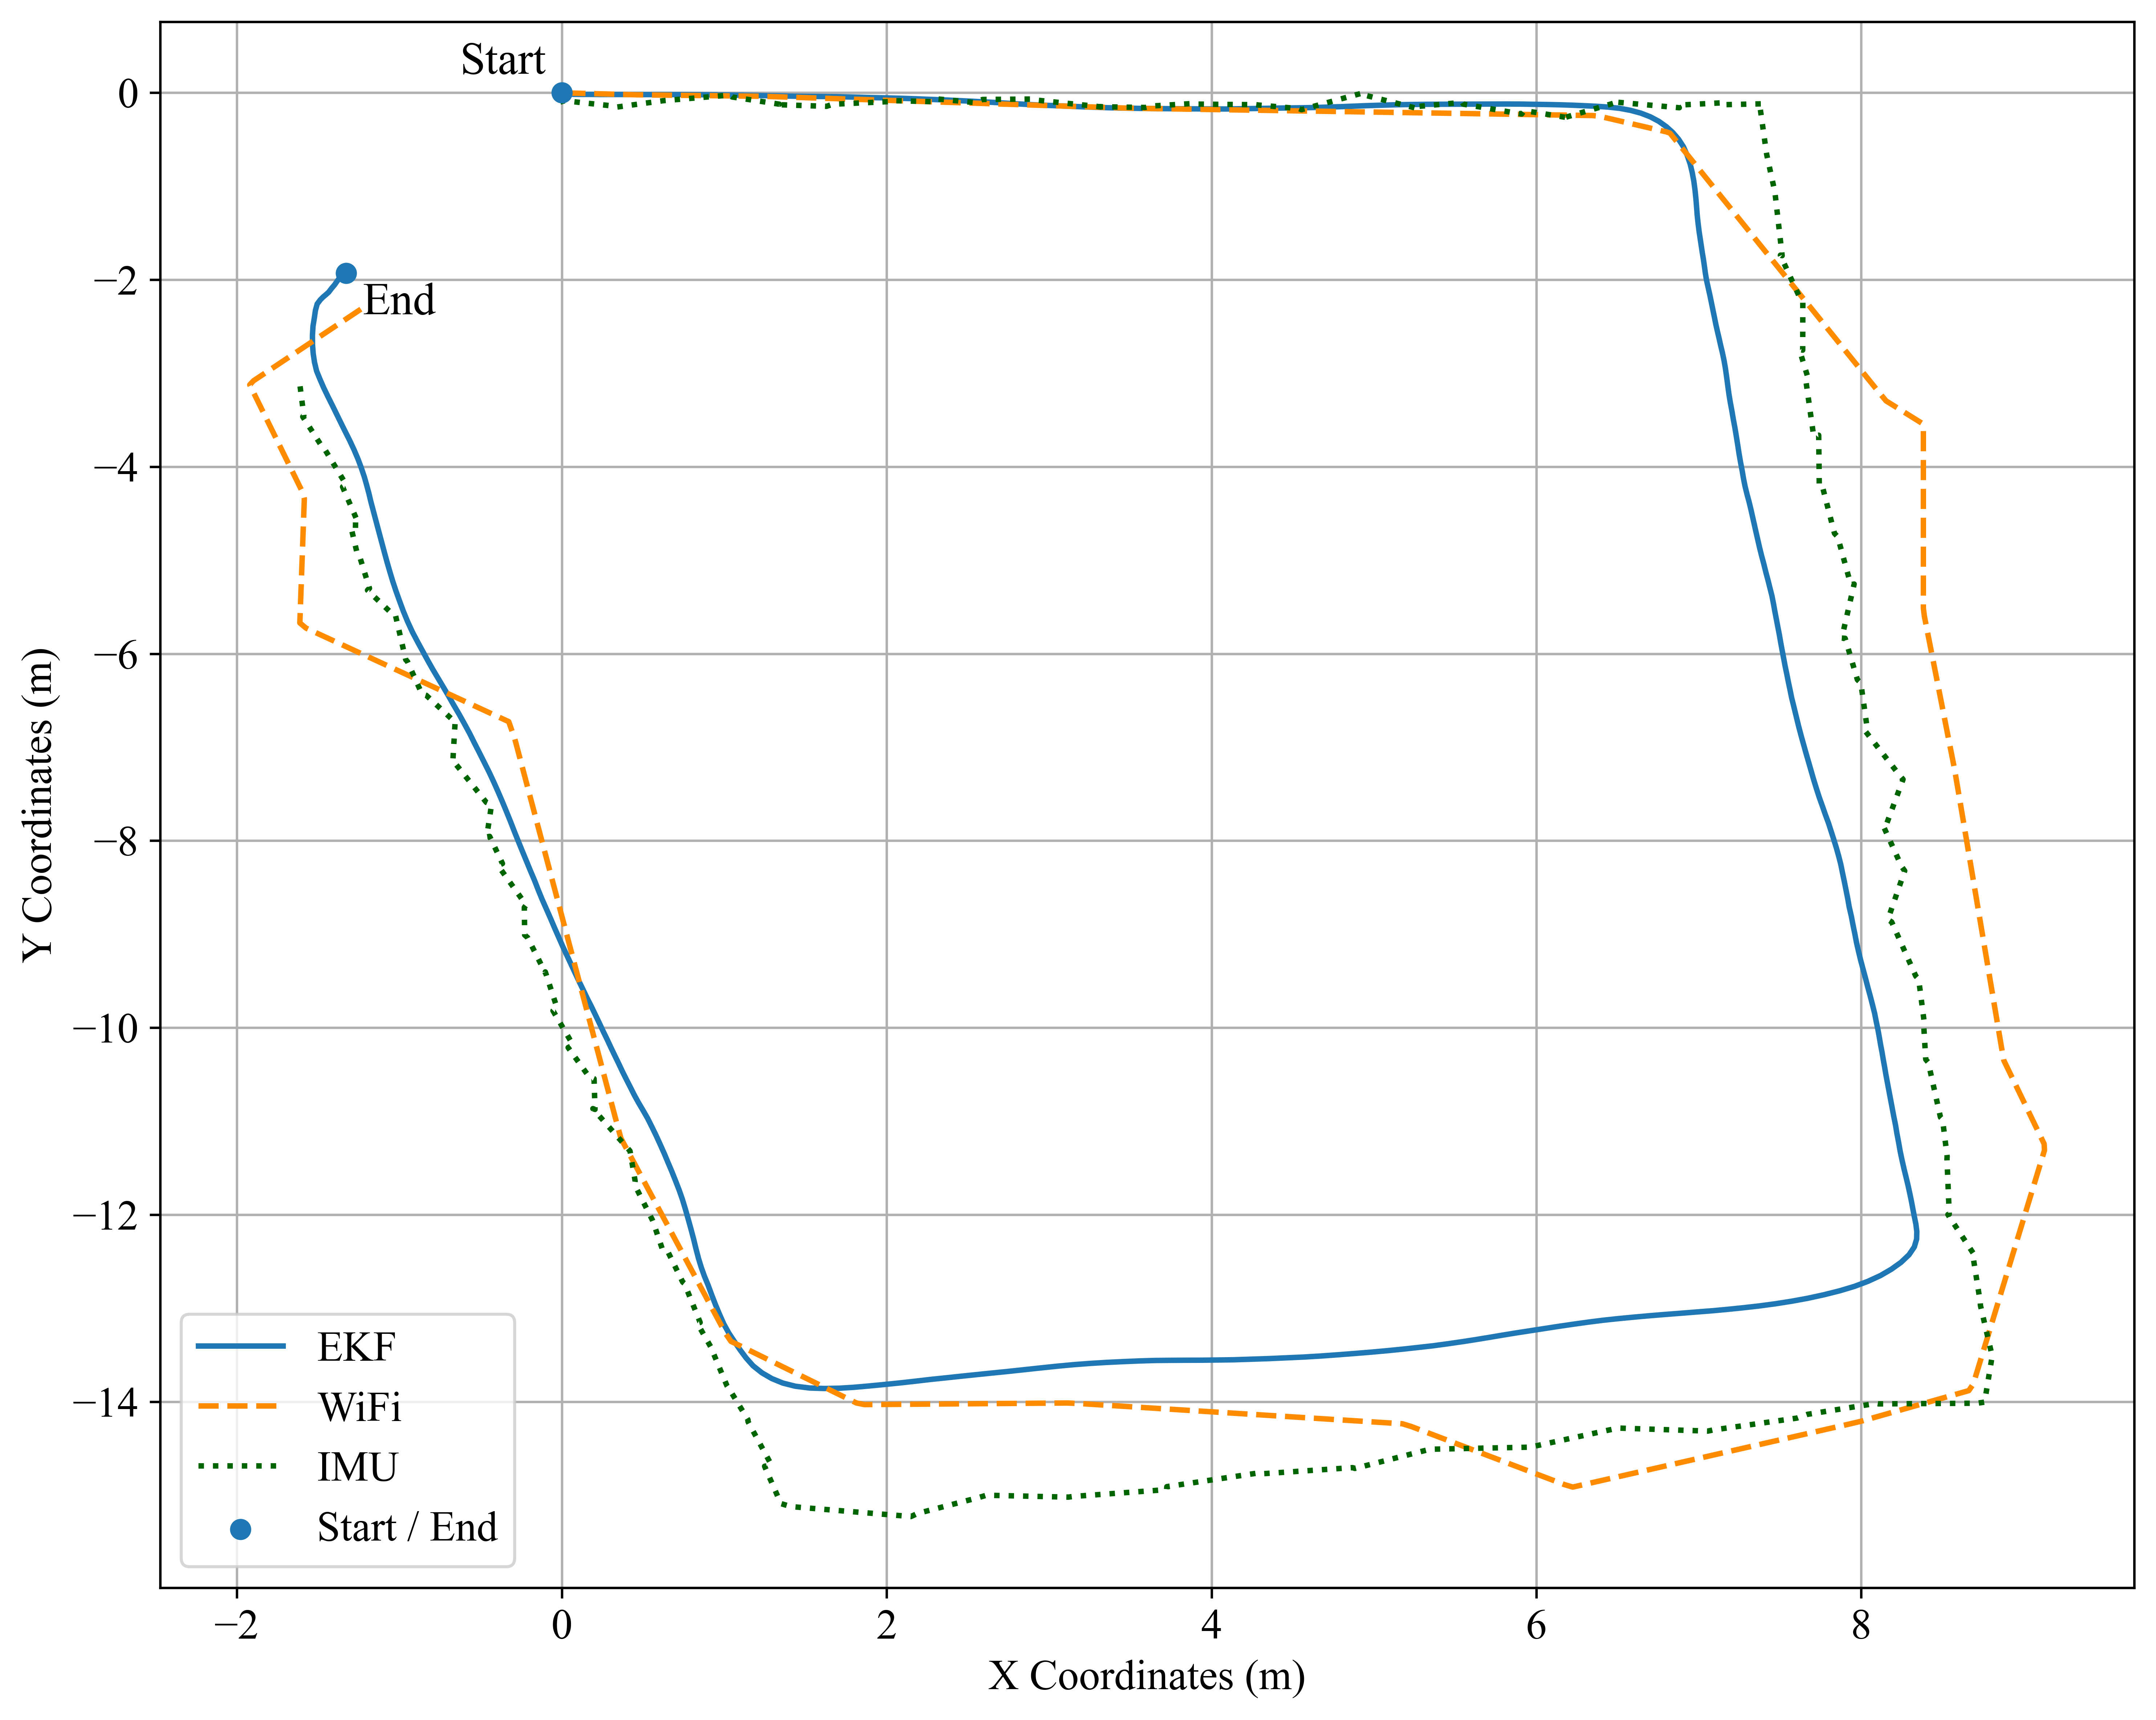 Start
End
0
−2
−4
−6
−8
−10
−12
−14
Y Coordinates (m)
EKF
WiFi
IMU
Start / End
−2
0
2
4
6
8
X Coordinates (m)